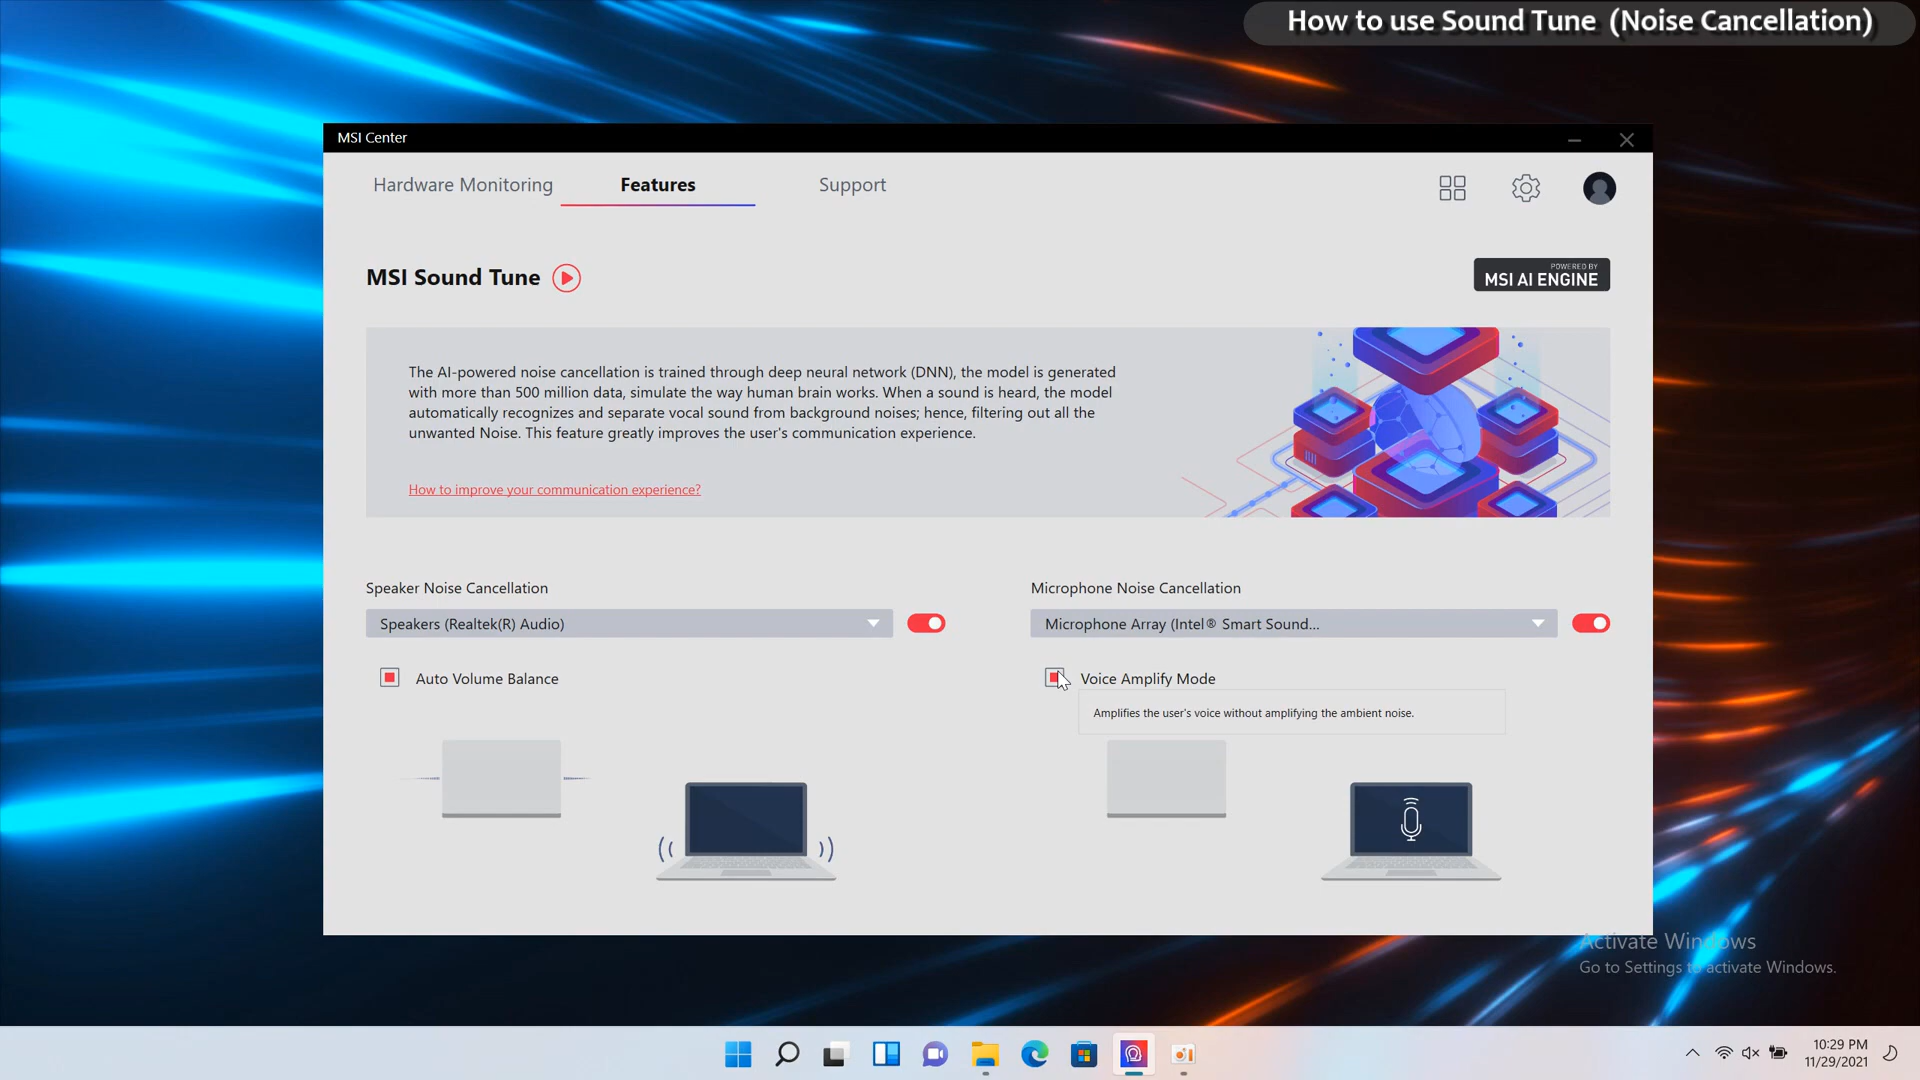 How to use Sound Tune (Noise Cancellation)
MSI Center
Hardware Monitoring
Features
Support
MSI Sound Tune
POWERED BY
MSI AI ENGINE
The AI-powered noise cancellation is trained through deep neural network (DNN), the model is generated
with more than 500 million data, simulate the way human brain works. When a sound is heard, the model
automatically recognizes and separate vocal sound from background noises; hence, filtering out all the
unwanted Noise. This feature greatly improves the user's communication experience.
How to improve your communication experience?
Speaker Noise Cancellation
Speakers (Realtek(R) Audio)
Auto Volume Balance
Microphone Noise Cancellation
Microphone Array (Intel® Smart Sound...
Voice Amplify Mode
Amplifies the user's voice without amplifying the ambient noise.
Activate Windows
Go to Settings to activate Windows.
10:29 PM
11/29/2021